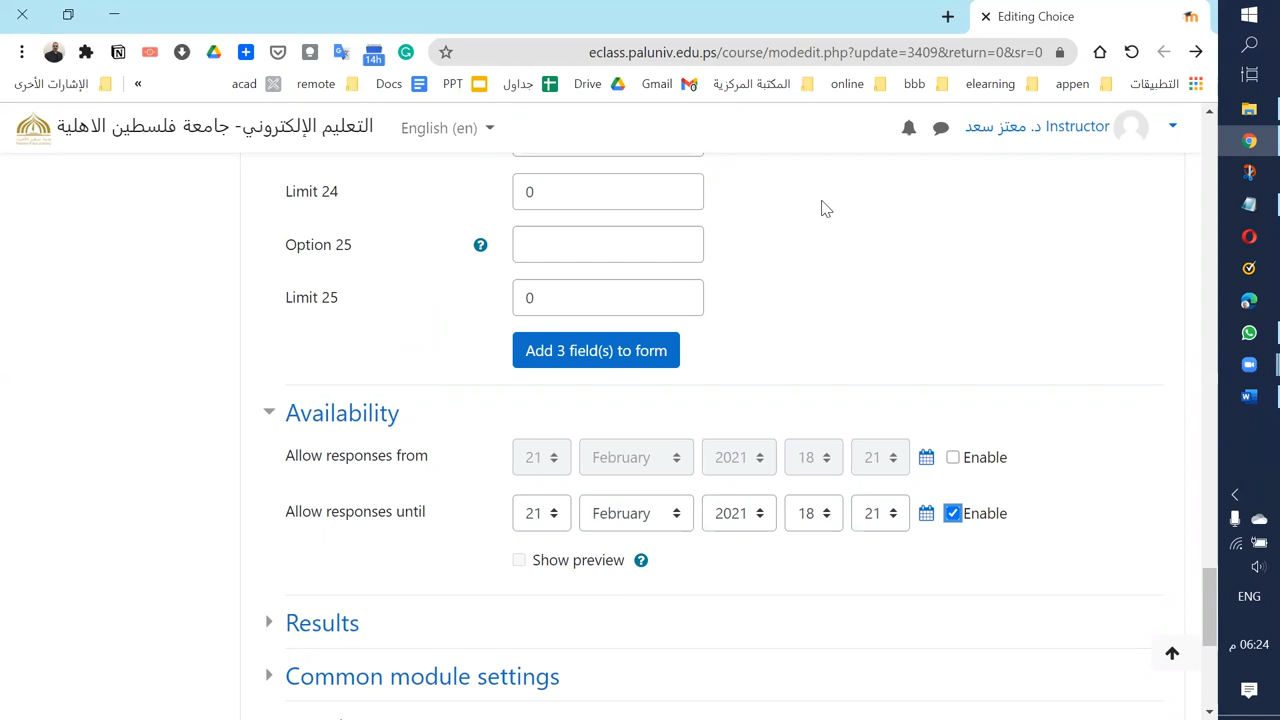 Editing Choice
14h
eclass.paluniv.edu.ps/course/modedit.php?update=3409&return=0&sr=0
الإشارات الأخرى
«
acad
remote
Docs
PPT
جداول
Drive
Gmail
المكتبة المركزية
online
bbb
elearning
appen
التطبيقات
التعليم الإلكتروني- جامعة فلسطين الاهلية
English (en)
د. معتز سعد Instructor
Limit 24
0
Option 25
Limit 25
0
Add 3 field(s) to form
Availability
Allow responses from
21 February 2021 18 21 Enable
Allow responses until
21 February 2021 18 21 Enable
Show preview
Results
Common module settings
ENG
06:24 م